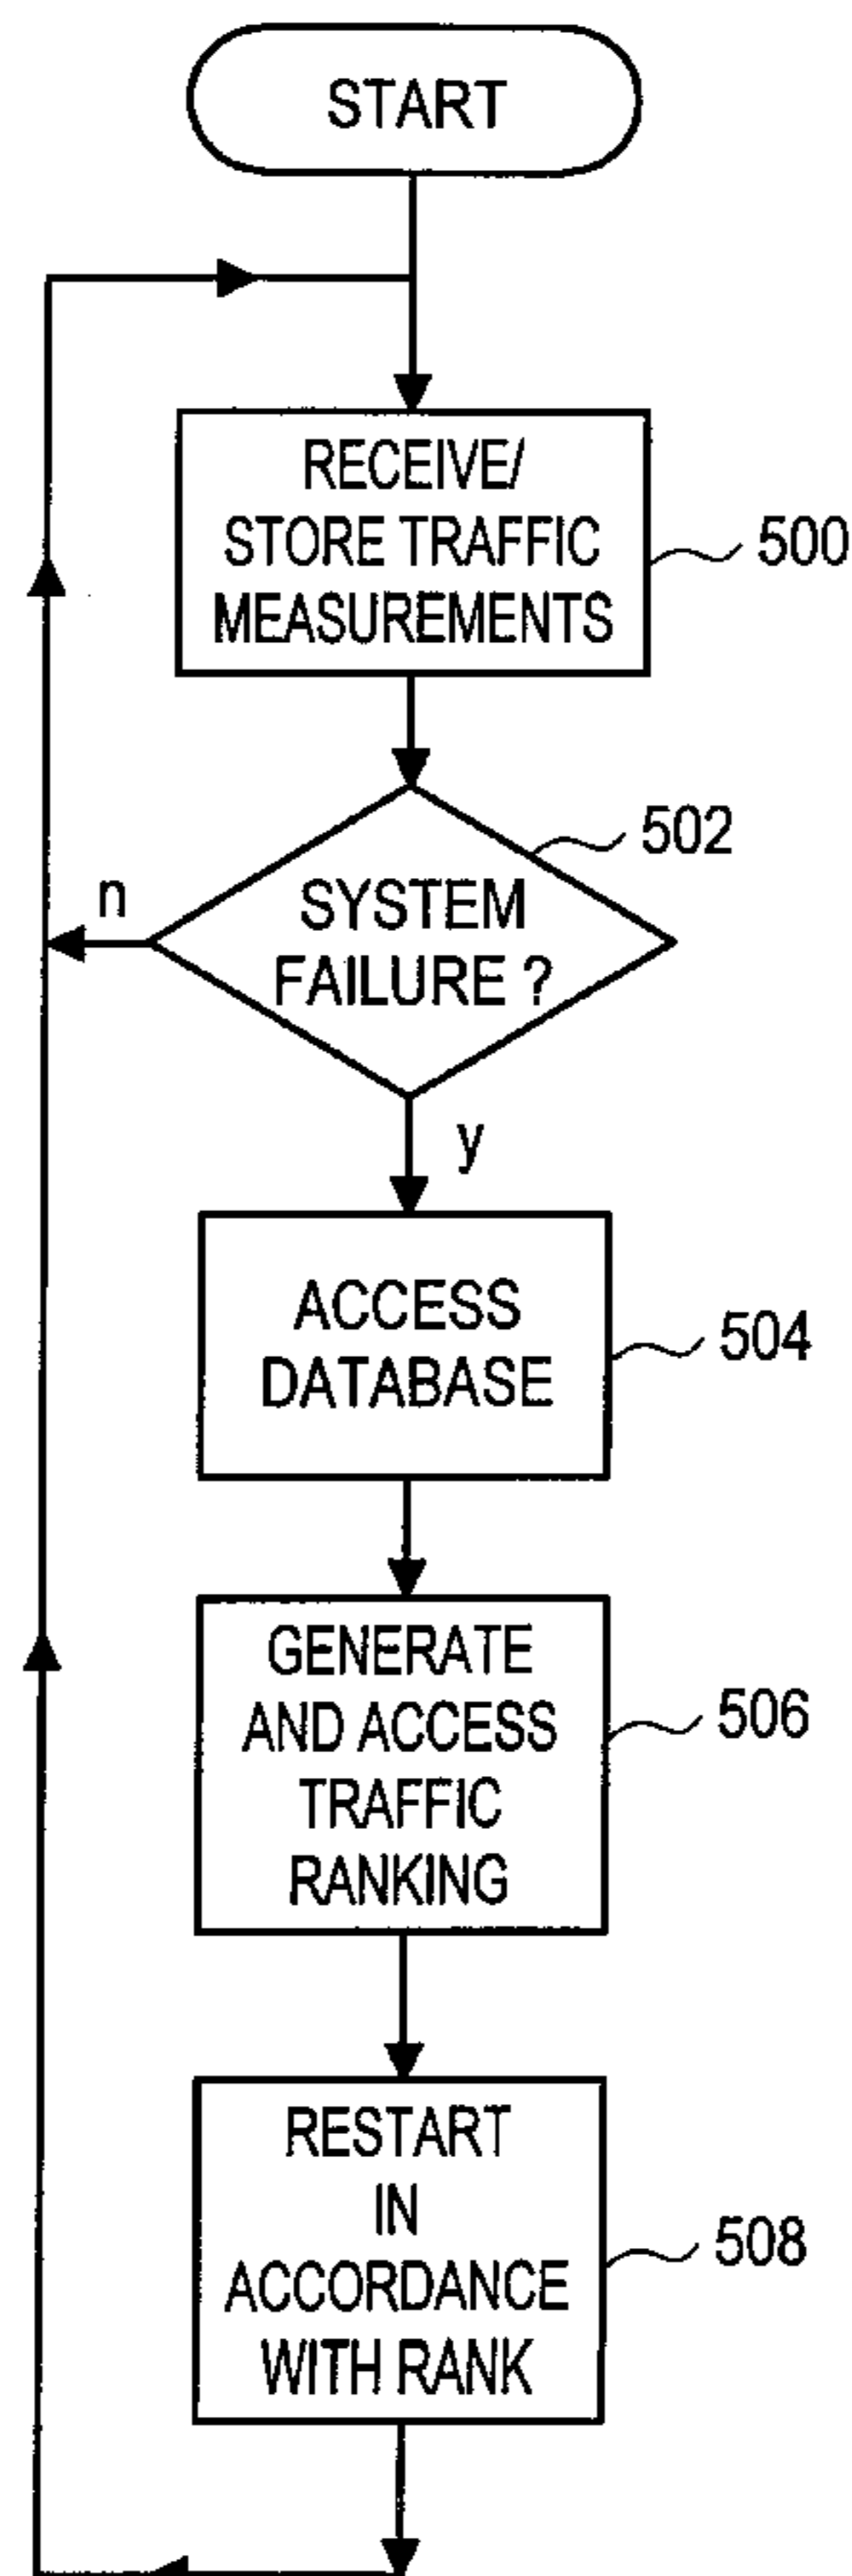 START
RECEIVE/
STORE TRAFFIC
MEASUREMENTS
500
502
SYSTEM
FAILURE ?
n
y
ACCESS
DATABASE
504
GENERATE
AND ACCESS
TRAFFIC
RANKING
506
RESTART
IN
ACCORDANCE
WITH RANK
508